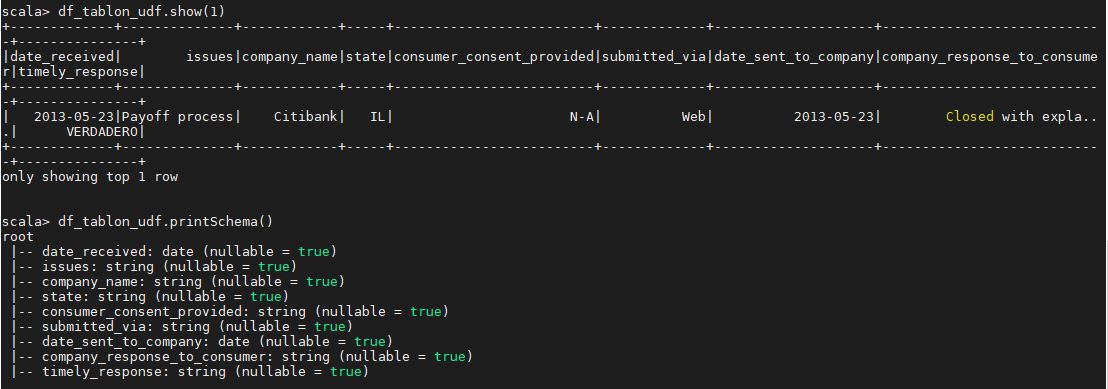 scala> df_tablon_udf.show(1)
+-------------+--------------+------------+-----+-------------------------+-------------+--------------------+---------------------------
-+---------------+
|date_received|        issues|company_name|state|consumer_consent_provided|submitted_via|date_sent_to_company|company_response_to_consume
r|timely_response|
+-------------+--------------+------------+-----+-------------------------+-------------+--------------------+---------------------------
-+---------------+
|   2013-05-23|Payoff process|    Citibank|   IL|                      N-A|          Web|          2013-05-23|        Closed with expla..
.|      VERDADERO|
+-------------+--------------+------------+-----+-------------------------+-------------+--------------------+---------------------------
-+---------------+
only showing top 1 row
scala> df_tablon_udf.printSchema()
root
 |-- date_received: date (nullable = true)
 |-- issues: string (nullable = true)
 |-- company_name: string (nullable = true)
 |-- state: string (nullable = true)
 |-- consumer_consent_provided: string (nullable = true)
 |-- submitted_via: string (nullable = true)
 |-- date_sent_to_company: date (nullable = true)
 |-- company_response_to_consumer: string (nullable = true)
 |-- timely_response: string (nullable = true)